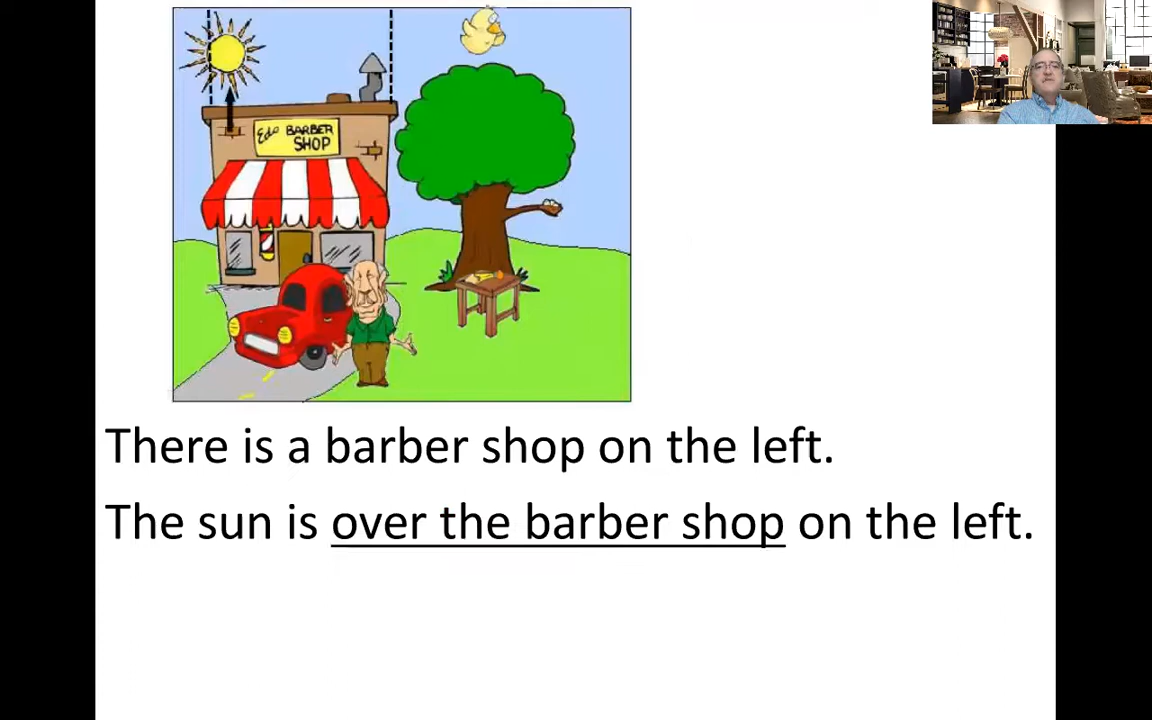 Eds BARBER
SHOP
There is a barber shop on the left.
The sun is over the barber shop on the left.